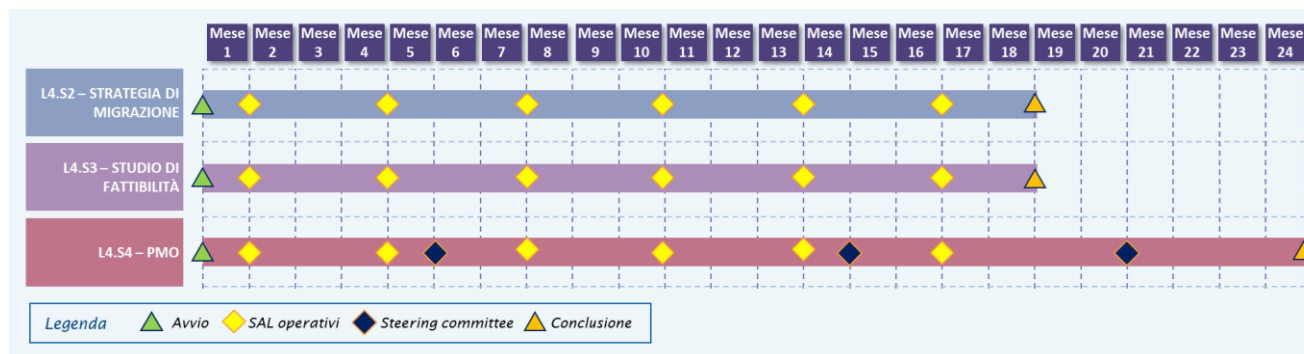 Mese Mese Mese Mese Mese Mese Mese Mese Mese Mese Mese Mese Mese Mese Mese Mese Mese Mese Mese Mese Mese Mese Mese Mese
1 2 3 4 5 6 7 8 9 10 11 12 13 14 15 16 17 18 19 20 21 22 23 24
L4.S2 – STRATEGIA DI
MIGRAZIONE
L4.S3 – STUDIO DI
FATTIBILITÀ
L4.S4 – PMO
Legenda Avvio SAL operativi Steering committee Conclusione